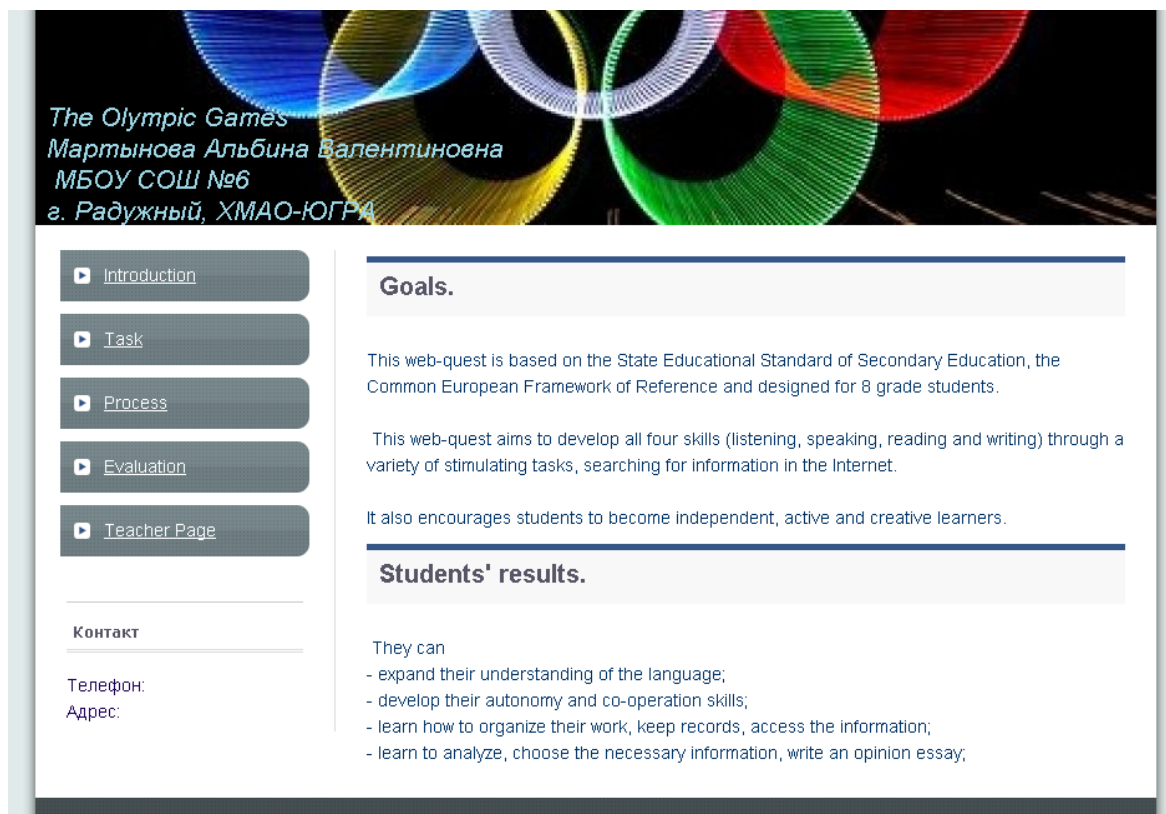 The Olympic Games
Мартынова Альбина Валентиновна
МБОУ СОШ №6
г. Радужный, ХМАО-ЮГРА
Introduction
Task
Process
Evaluation
Teacher Page
Контакт
Телефон:
Адрес:
Goals.
This web-quest is based on the State Educational Standard of Secondary Education, the
Common European Framework of Reference and designed for 8 grade students.
This web-quest aims to develop all four skills (listening, speaking, reading and writing) through a
variety of stimulating tasks, searching for information in the Internet.
It also encourages students to become independent, active and creative learners.
Students' results.
They can
- expand their understanding of the language;
- develop their autonomy and co-operation skills;
- learn how to organize their work, keep records, access the information;
- learn to analyze, choose the necessary information, write an opinion essay;